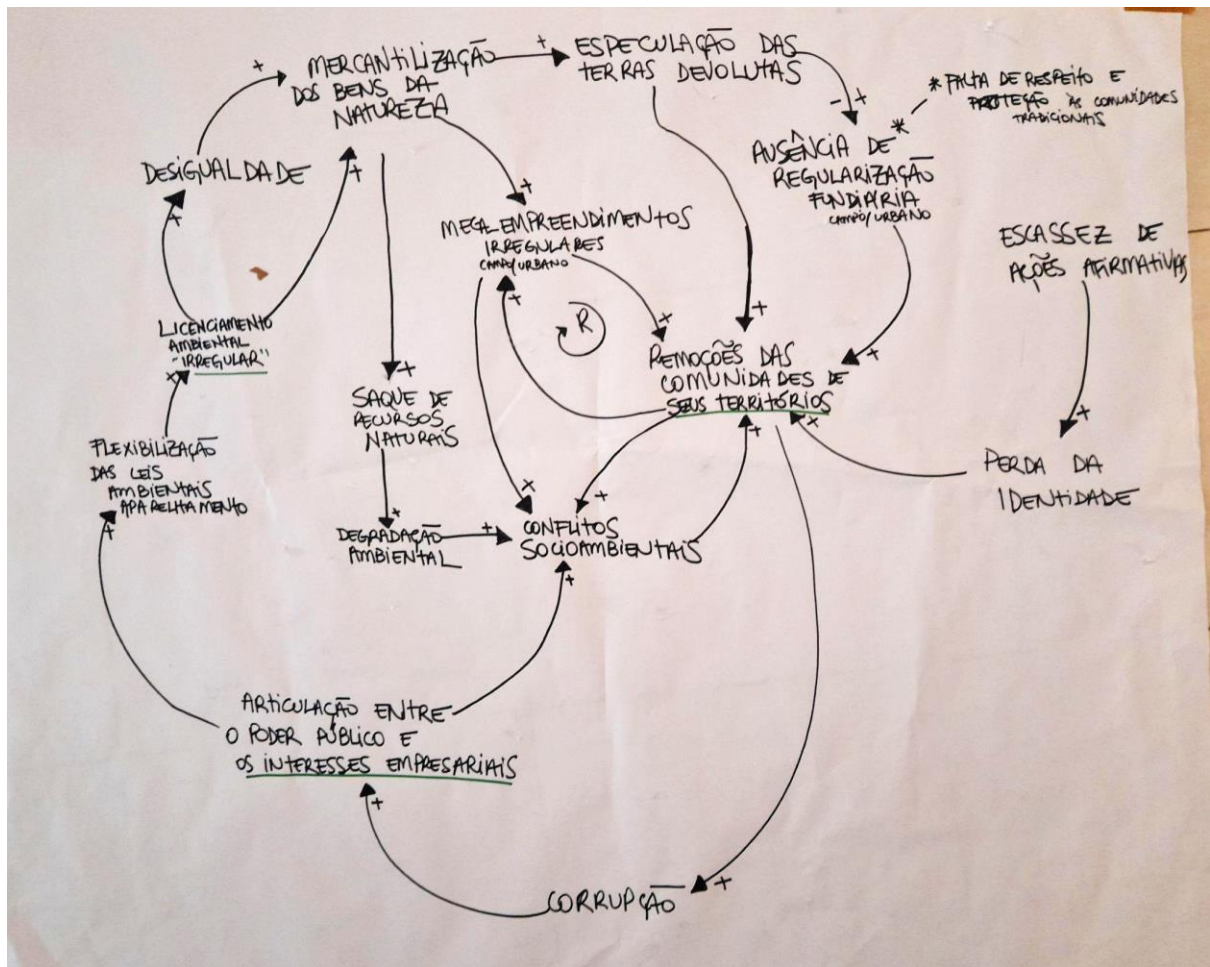 MERCANTILIZAÇÃO
DOS BENS DA
NATUREZA
+
+
ESPECULAÇÃO DAS
TERRAS DEVOLUTAS
- +
* FALTA DE RESPEITO E
PROTEÇÃO ÀS COMUNIDADES
TRADICIONAIS
AUSÊNCIA DE *
REGULARIZAÇÃO
FUNDIÁRIA
CAMPO/URBANO
DESIGUALDADE
+
+
+
MEGA-EMPREENDIMENTOS
IRREGULARES
CAMPO/URBANO
+
ESCASSEZ DE
AÇÕES AFIRMATIVAS
LICENCIAMENTO
AMBIENTAL
"IRREGULAR"
+
R
+
+
+
REMOÇÕES DAS
COMUNIDADES DE
SEUS TERRITÓRIOS
+
SAQUE DE
RECURSOS
NATURAIS
+
+
+
+
FLEXIBILIZAÇÃO
DAS LEIS
AMBIENTAIS
APARELHAMENTO
+
PERDA DA
IDENTIDADE
DEGRADAÇÃO
AMBIENTAL
+
+
+
+
CONFLITOS
SOCIOAMBIENTAIS
+
ARTICULAÇÃO ENTRE
O PODER PÚBLICO E
OS INTERESSES EMPRESARIAIS
+
CORRUPÇÃO
+